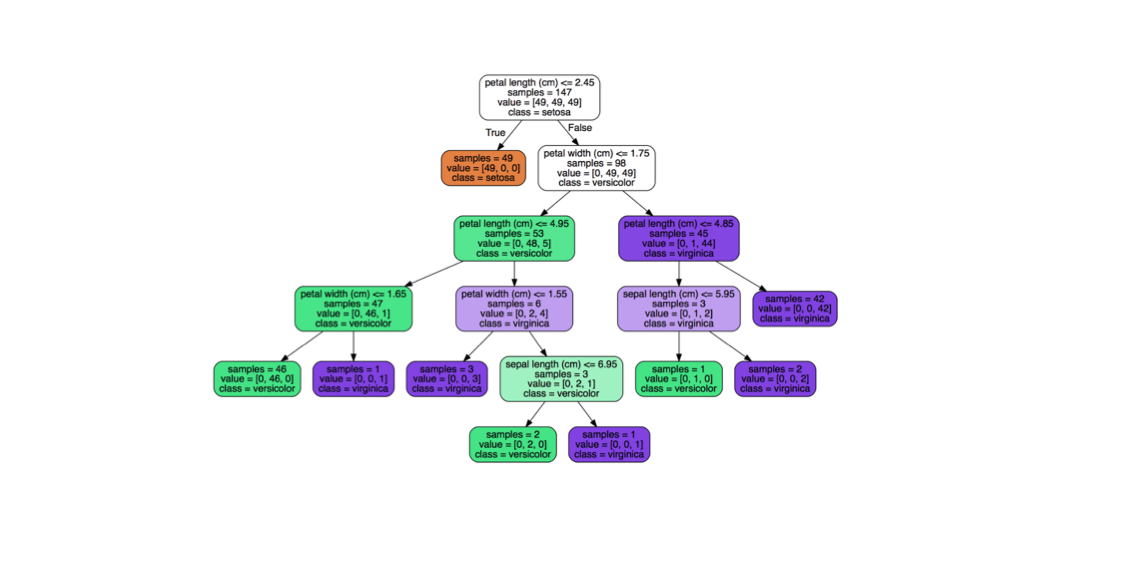 petal length (cm) <= 2.45
samples = 147
value = [49, 49, 49]
class = setosa
True
False
samples = 49
value = [49, 0, 0]
class = setosa
petal width (cm) <= 1.75
samples = 98
value = [0, 49, 49]
class = versicolor
petal length (cm) <= 4.95
samples = 53
value = [0, 48, 5]
class = versicolor
petal length (cm) <= 4.85
samples = 45
value = [0, 1, 44]
class = virginica
petal width (cm) <= 1.65
samples = 47
value = [0, 46, 1]
class = versicolor
petal width (cm) <= 1.55
samples = 6
value = [0, 2, 4]
class = virginica
sepal length (cm) <= 5.95
samples = 3
value = [0, 1, 2]
class = virginica
samples = 42
value = [0, 0, 42]
class = virginica
samples = 46
value = [0, 46, 0]
class = versicolor
samples = 1
value = [0, 0, 1]
class = virginica
samples = 3
value = [0, 0, 3]
class = virginica
sepal length (cm) <= 6.95
samples = 3
value = [0, 2, 1]
class = versicolor
samples = 1
value = [0, 1, 0]
class = versicolor
samples = 2
value = [0, 0, 2]
class = virginica
samples = 2
value = [0, 2, 0]
class = versicolor
samples = 1
value = [0, 0, 1]
class = virginica